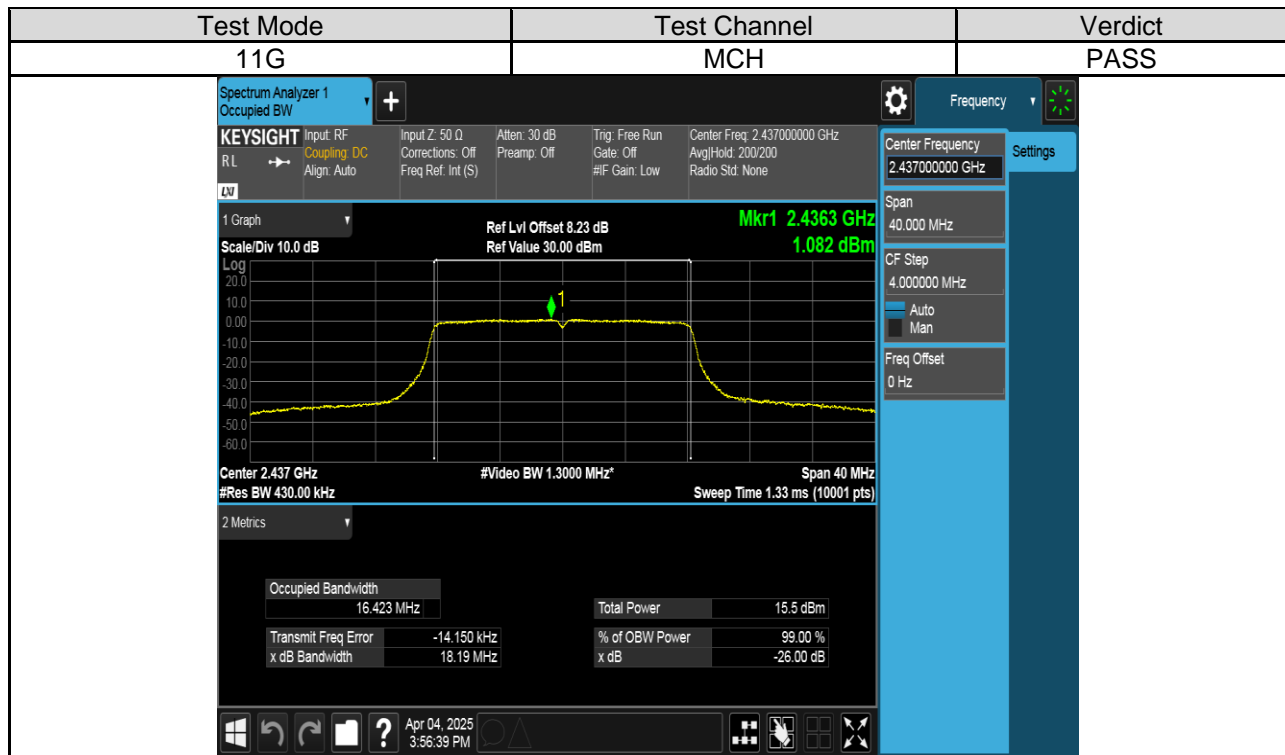 Test Mode Test Channel Verdict
11G MCH PASS
Spectrum Analyzer 1
Occupied BW
+
Frequency
KEYSIGHT
RL
LXI
Input: RF
Coupling: DC
Align: Auto
Input Z: 50 Ω
Corrections: Off
Freq Ref: Int (S)
Atten: 30 dB
Preamp: Off
Trig: Free Run
Gate: Off
#IF Gain: Low
Center Freq: 2.437000000 GHz
Avg|Hold: 200/200
Radio Std: None
Center Frequency
2.437000000 GHz
Settings
Span
40.000 MHz
CF Step
4.000000 MHz
Auto
Man
Freq Offset
0 Hz
1 Graph
Scale/Div 10.0 dB
Ref Lvl Offset 8.23 dB
Ref Value 30.00 dBm
Mkr1 2.4363 GHz
1.082 dBm
Log
20.0
10.0
0.00
-10.0
-20.0
-30.0
-40.0
-50.0
-60.0
1
Center 2.437 GHz
#Res BW 430.00 kHz
#Video BW 1.3000 MHz*
Span 40 MHz
Sweep Time 1.33 ms (10001 pts)
2 Metrics
Occupied Bandwidth
16.423 MHz
Total Power 15.5 dBm
Transmit Freq Error -14.150 kHz
% of OBW Power 99.00 %
x dB Bandwidth 18.19 MHz
x dB -26.00 dB
?
Apr 04, 2025
3:56:39 PM